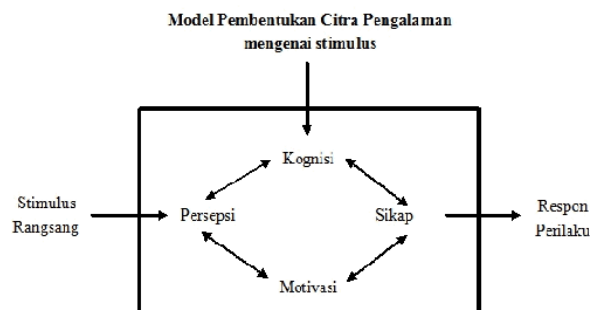 Model Pembentukan Citra Pengalaman
mengenai stimulus
Kognisi
Stimulus
Rangsang
Persepsi
Sikap
Respon
Perilaku
Motivasi